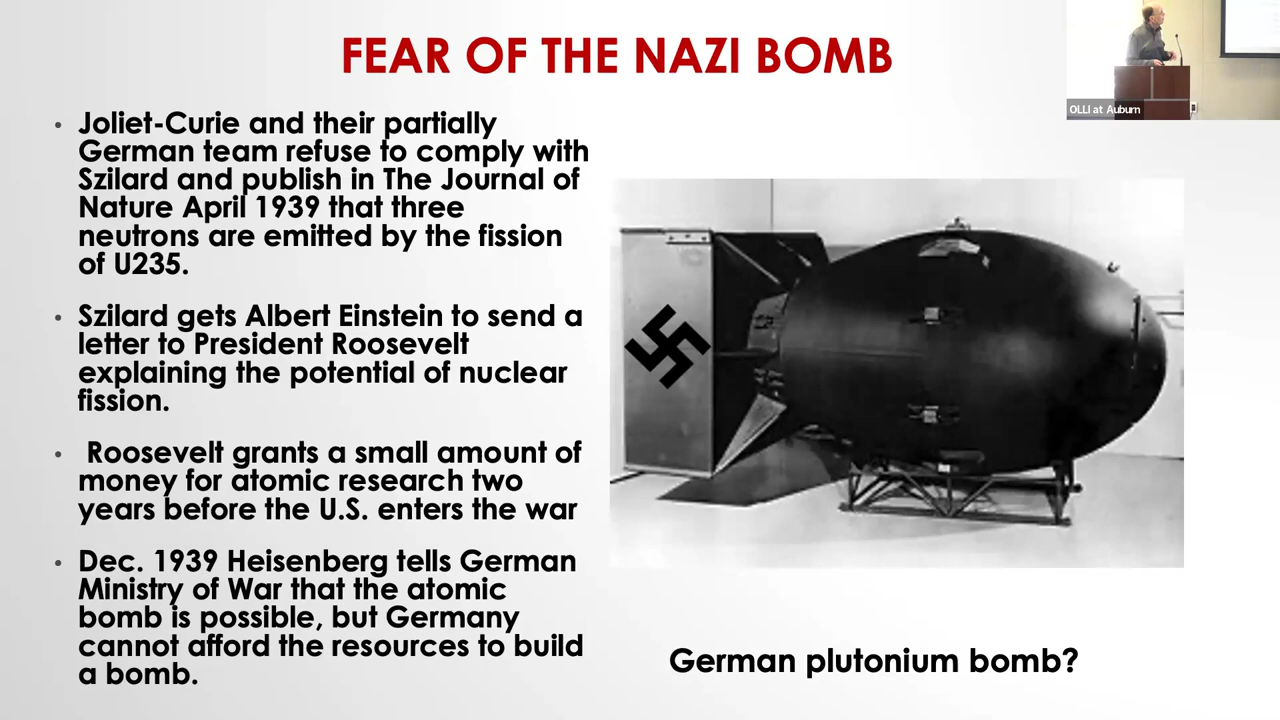 FEAR OF THE NAZI BOMB
OLLI at Auburn
• Joliet-Curie and their partially
German team refuse to comply with
Szilard and publish in The Journal of
Nature April 1939 that three
neutrons are emitted by the fission
of U235.
• Szilard gets Albert Einstein to send a
letter to President Roosevelt
explaining the potential of nuclear
fission.
• Roosevelt grants a small amount of
money for atomic research two
years before the U.S. enters the war
• Dec. 1939 Heisenberg tells German
Ministry of War that the atomic
bomb is possible, but Germany
cannot afford the resources to build
a bomb.
German plutonium bomb?